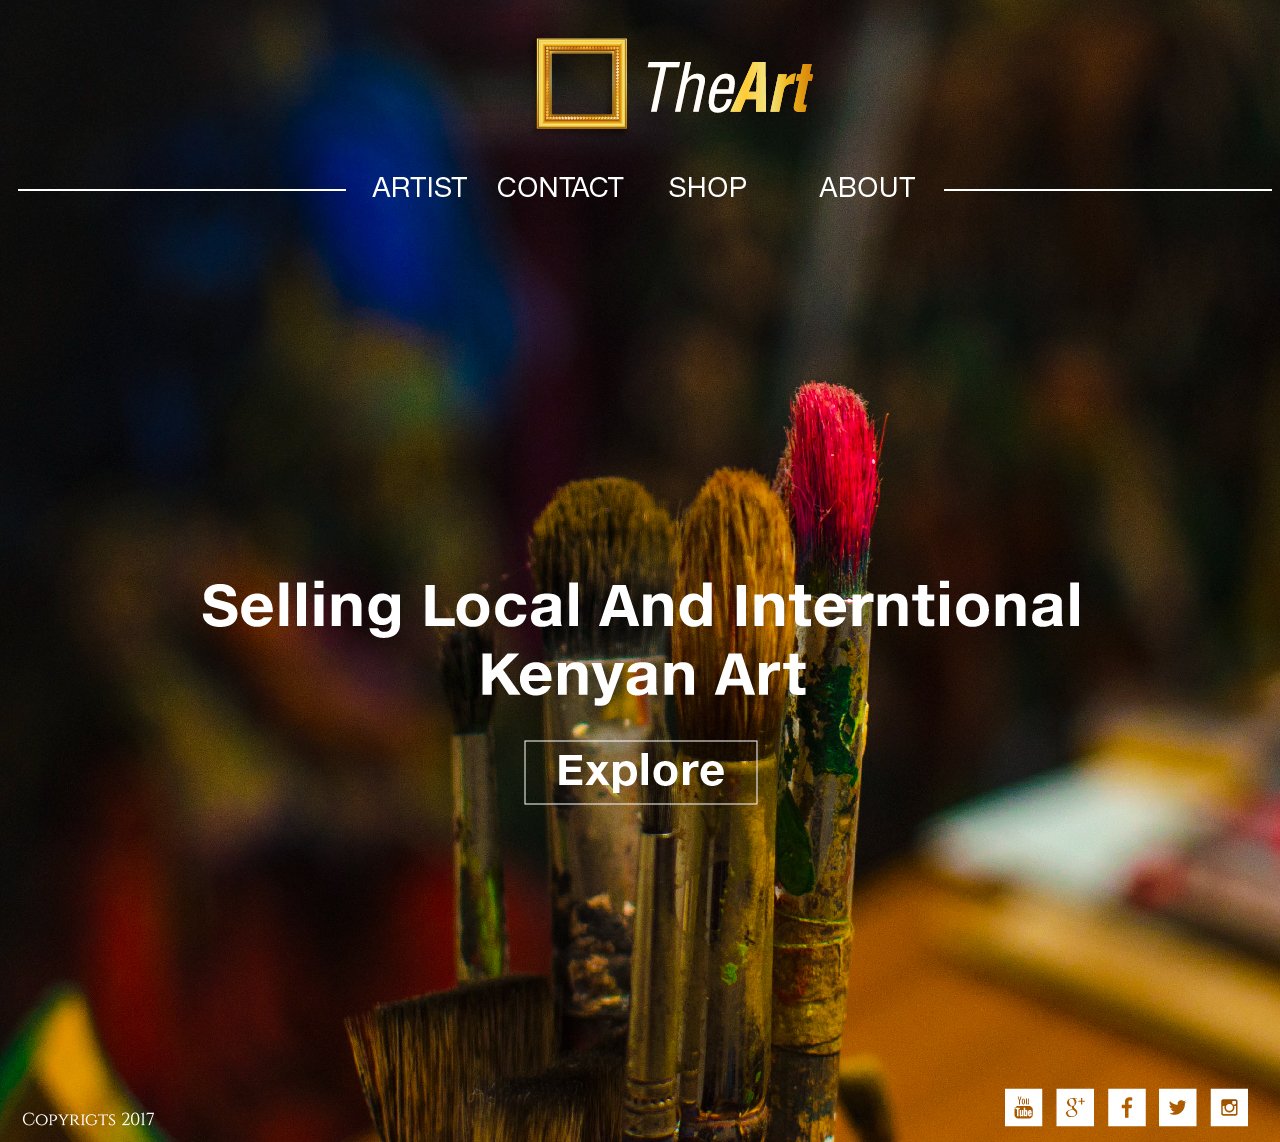 TheArt
ARTIST CONTACT SHOP ABOUT
Selling Local And Interntional
Kenyan Art
Explore
Copyrigts 2017
You Tube g+ f